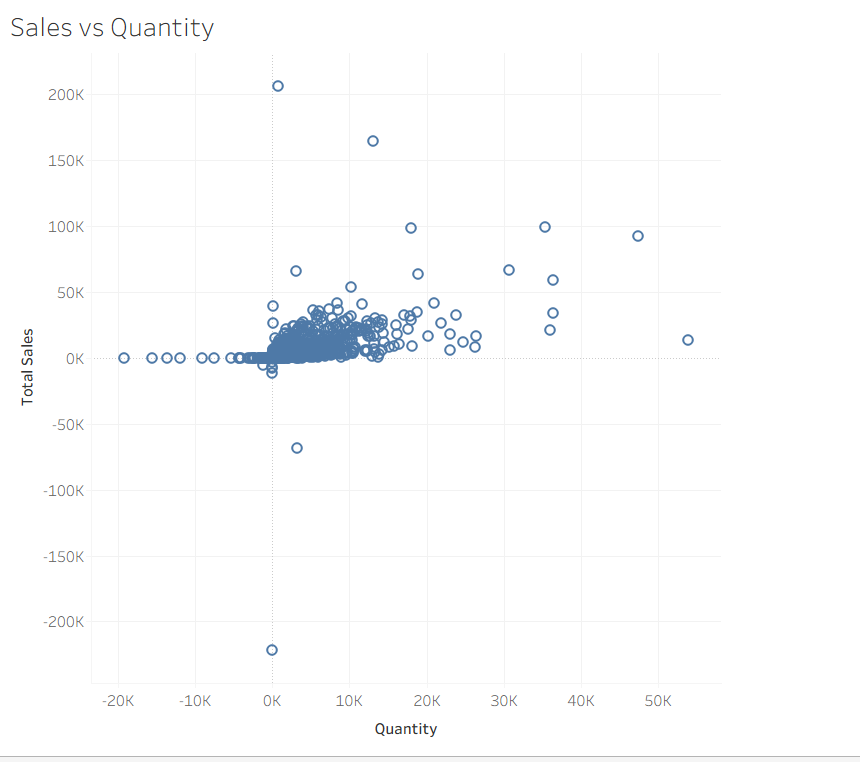 Sales vs Quantity
200K
150K
100K
50K
0K
-50K
-100K
-150K
-200K
Total Sales
-20K -10K 0K 10K 20K 30K 40K 50K
Quantity